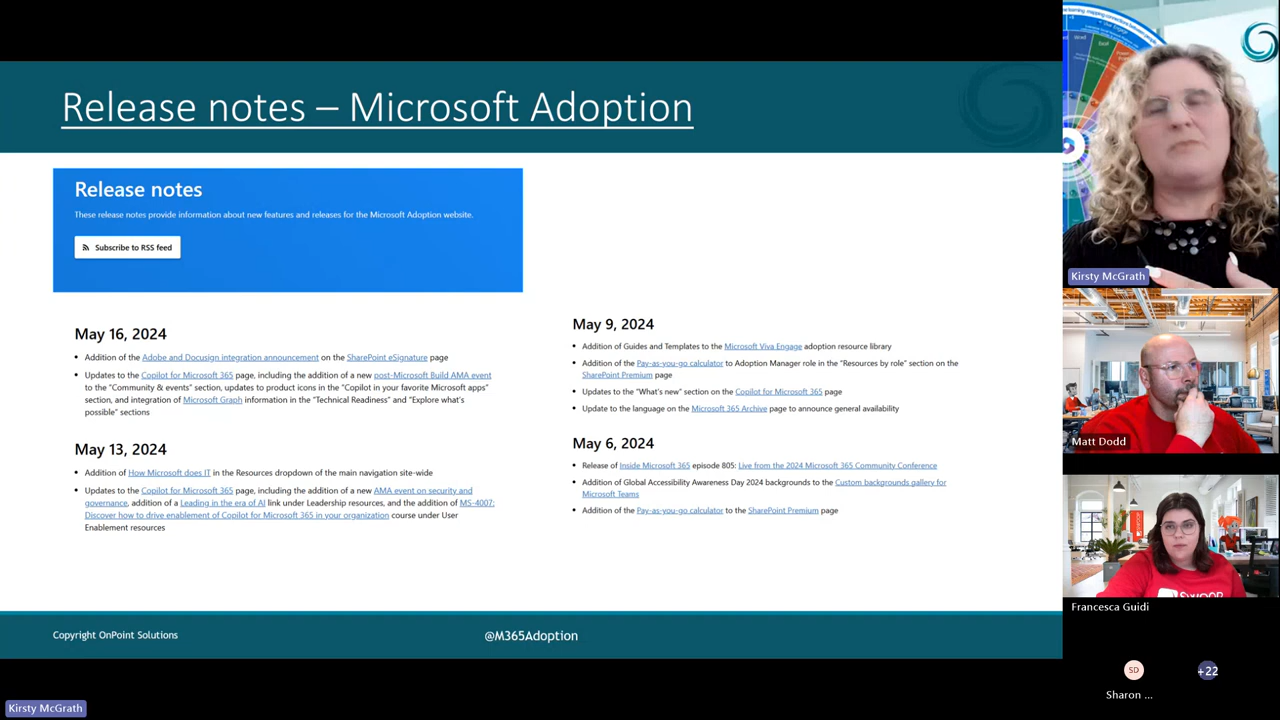 Release notes – Microsoft Adoption
Release notes
These release notes provide information about new features and releases for the Microsoft Adoption website.
Subscribe to RSS feed
May 16, 2024
• Addition of the Adobe and Docusign integration announcement on the SharePoint eSignature page
• Updates to the Copilot for Microsoft 365 page, including the addition of a new post-Microsoft Build AMA event
to the "Community & events" section, updates to product icons in the "Copilot in your favorite Microsoft apps"
section, and integration of Microsoft Graph information in the "Technical Readiness" and "Explore what's
possible" sections
May 13, 2024
• Addition of How Microsoft does IT in the Resources dropdown of the main navigation site-wide
• Updates to the Copilot for Microsoft 365 page, including the addition of a new AMA event on security and
governance, addition of a Leading in the era of AI link under Leadership resources, and the addition of MS-4007:
Discover how to drive enablement of Copilot for Microsoft 365 in your organization course under User
Enablement resources
May 9, 2024
• Addition of Guides and Templates to the Microsoft Viva Engage adoption resource library
• Addition of the Pay-as-you-go calculator to Adoption Manager role in the "Resources by role" section on the
SharePoint Premium page
• Updates to the "What's new" section on the Copilot for Microsoft 365 page
• Update to the language on the Microsoft 365 Archive page to announce general availability
May 6, 2024
• Release of Inside Microsoft 365 episode 805: Live from the 2024 Microsoft 365 Community Conference
• Addition of Global Accessibility Awareness Day 2024 backgrounds to the Custom backgrounds gallery for
Microsoft Teams
• Addition of the Pay-as-you-go calculator to the SharePoint Premium page
Copyright OnPoint Solutions
@M365Adoption
Word
Excel
Kirsty McGrath
Matt Dodd
Francesca Guidi
SD
+22
Sharon ...
Kirsty McGrath